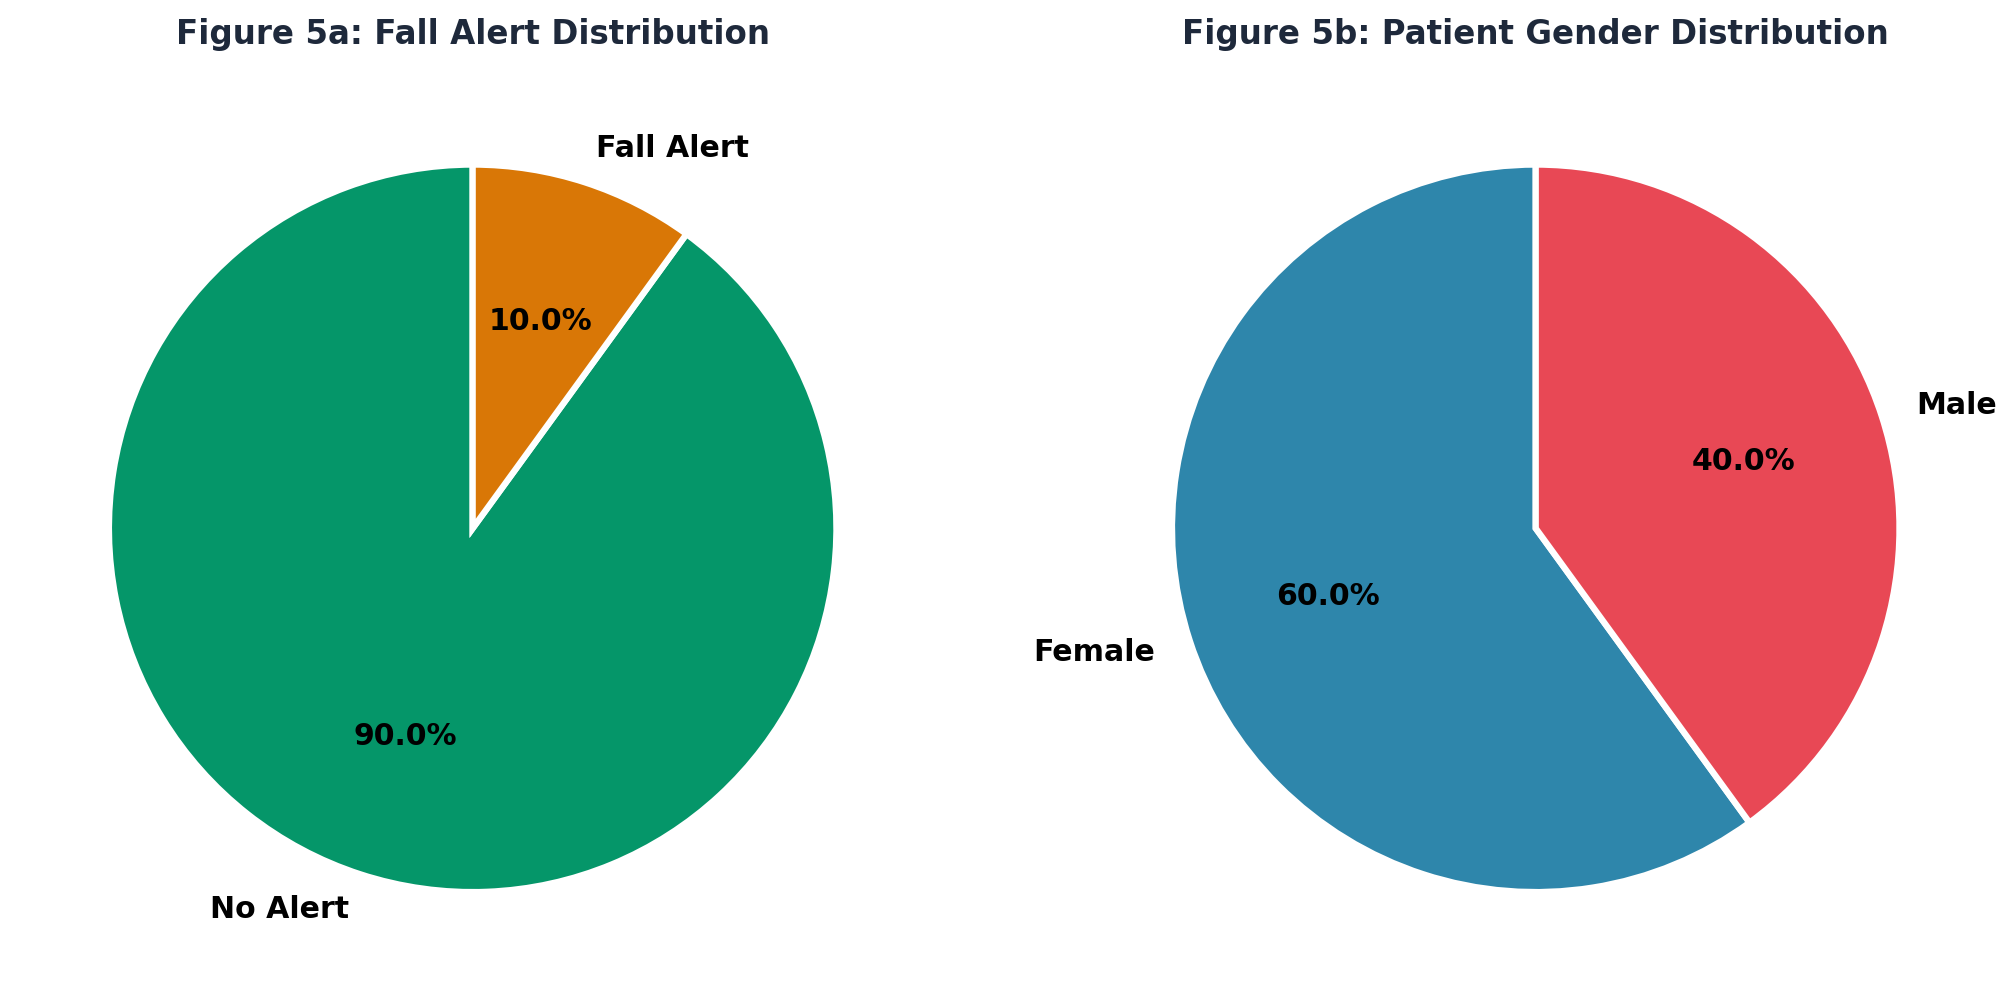 Figure 5a: Fall Alert Distribution
Fall Alert
10.0%
90.0%
No Alert
Figure 5b: Patient Gender Distribution
Male
40.0%
60.0%
Female